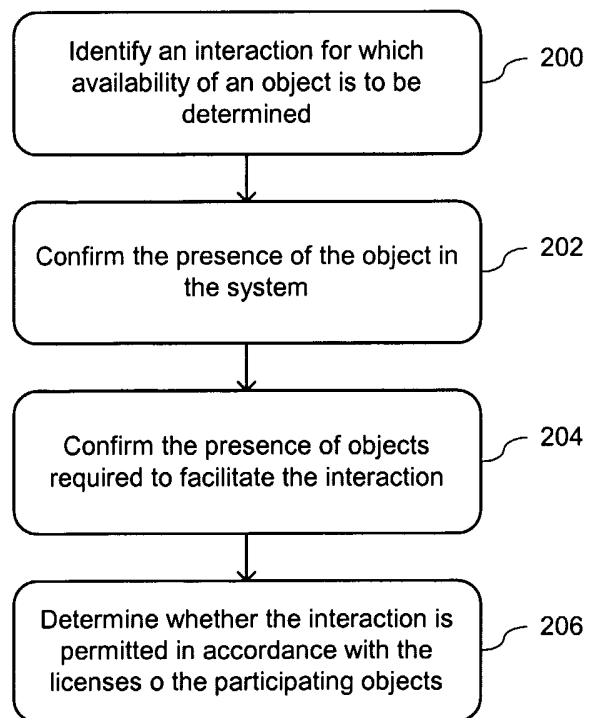 Identify an interaction for which
availability of an object is to be
determined
200
Confirm the presence of the object in
the system
202
Confirm the presence of objects
required to facilitate the interaction
204
Determine whether the interaction is
permitted in accordance with the
licenses o the participating objects
206